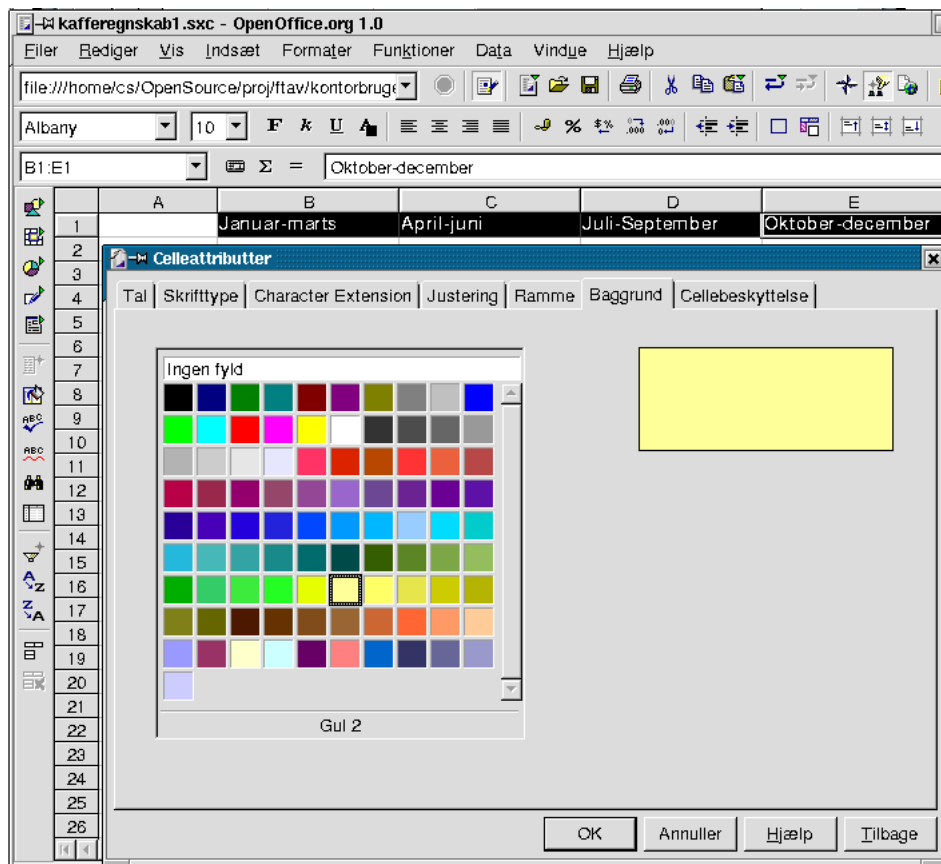 kafferegnskab1.sxc - OpenOffice.org 1.0
Filer Rediger Vis Indsæt Formater Funktioner Data Vindue Hjælp
file:///home/cs/OpenSource/proj/ftav/kontorbruge
Albany 10 F K U A % $%
B1:E1 Σ = Oktober-december
A B C D E
1 Januar-marts April-juni Juli-September Oktober-december
2
Celleattributter
3
4 Tal Skrifttype Character Extension Justering Ramme Baggrund Cellebeskyttelse
5
6
7 Ingen fyld
8
9
10
11
12
13
14
15
16
17
18
19
20
21
22 Gul 2
23
24
25
26
OK Annuller Hjælp Tilbage
ABC
ABC
A
Z
Z
A